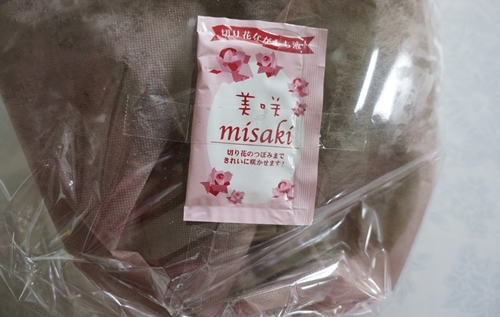 切り花ながもち液
美咲
misaki
切り花のつぼみまで
きれいに咲かせます！